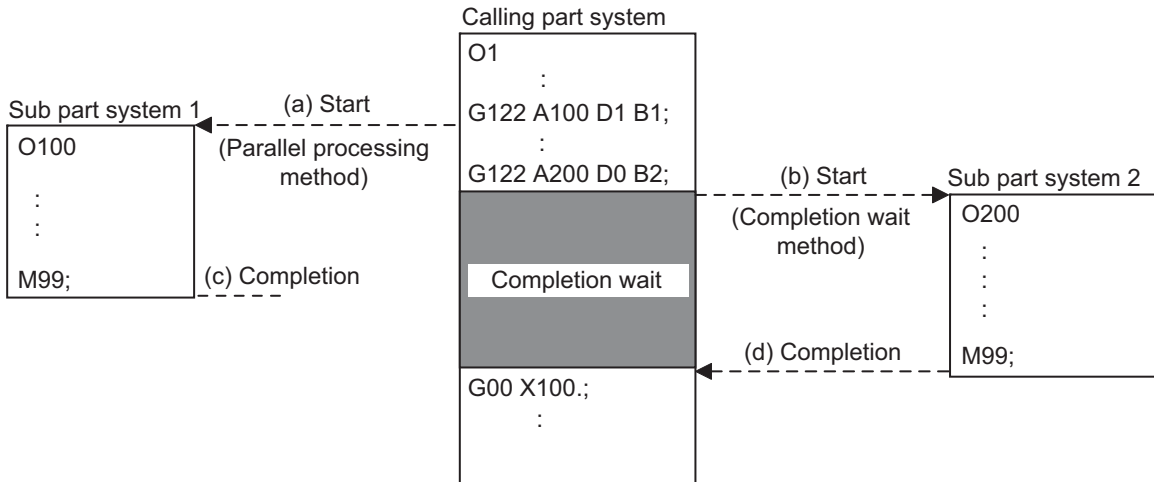 Calling part system
O1
:
G122 A100 D1 B1;
:
G122 A200 D0 B2;
Completion wait
G00 X100.;
:
Sub part system 1
O100
:
:
M99;
(a) Start
(Parallel processing
method)
(c) Completion
(b) Start
(Completion wait
method)
(d) Completion
Sub part system 2
O200
:
:
:
M99;